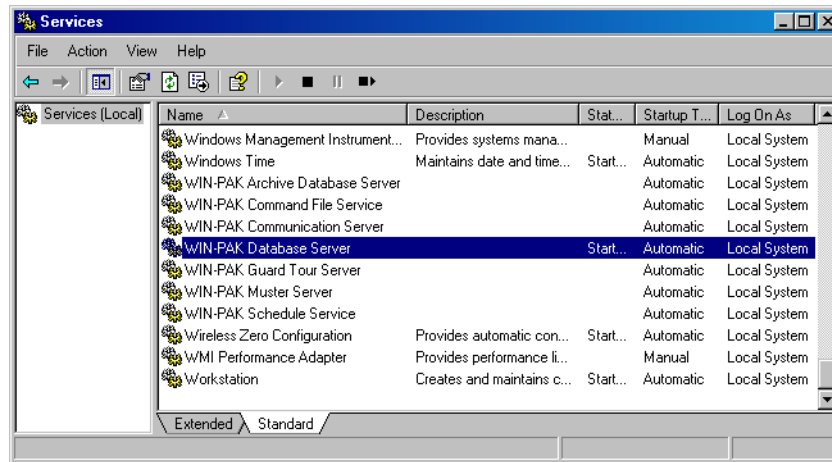 Services
File Action View Help
Services (Local)
Name Description Stat... Startup T... Log On As
Windows Management Instrument... Provides systems mana... Manual Local System
Windows Time Maintains date and time... Start... Automatic Local System
WIN-PAK Archive Database Server Automatic Local System
WIN-PAK Command File Service Automatic Local System
WIN-PAK Communication Server Automatic Local System
WIN-PAK Database Server Start... Automatic Local System
WIN-PAK Guard Tour Server Automatic Local System
WIN-PAK Muster Server Automatic Local System
WIN-PAK Schedule Service Automatic Local System
Wireless Zero Configuration Provides automatic con... Start... Automatic Local System
WMI Performance Adapter Provides performance li... Manual Local System
Workstation Creates and maintains c... Start... Automatic Local System
Extended Standard